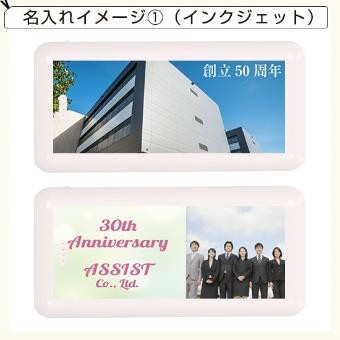 名入れイメージ①（インクジェット）
創立50周年
30th
Anniversary
ASSIST
Co., Ltd.